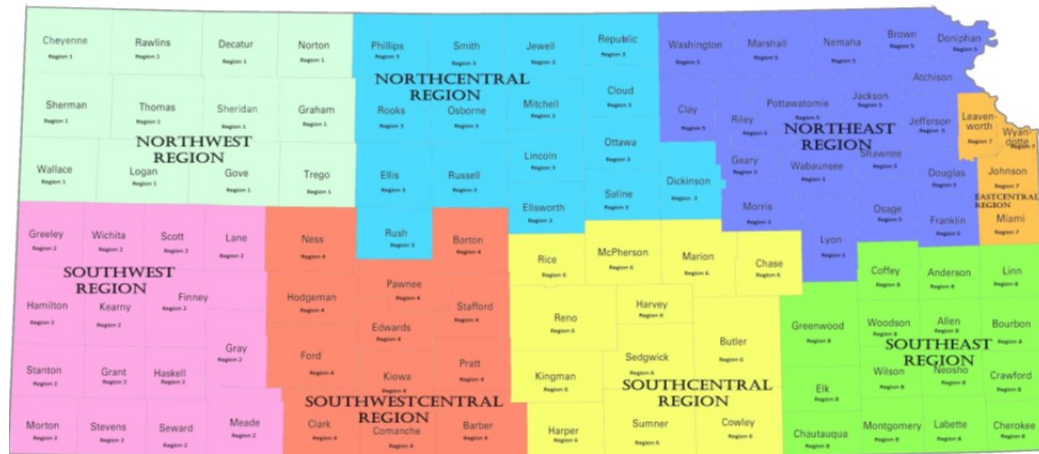 Cheyenne
Region 1
Rawlins
Region 1
Decatur
Region 1
Norton
Region 1
Phillips
Region 3
Smith
Region 3
Jewell
Region 3
Republic
Region 3
Washington
Region 5
Marshall
Region 5
Nemaha
Region 5
Brown
Region 5
Doniphan
Region 5
Atchison
NORTHCENTRAL
REGION
Sherman
Region 1
Thomas
Region 1
Sheridan
Region 1
Graham
Region 1
Rooks
Region 3
Osborne
Region 3
Mitchell
Region 3
Cloud
Region 3
Clay
Region 5
Riley
Region 5
Pottawatomie
Region 5
Jackson
Region 5
Jefferson
Region 5
Leaven-
worth
Region 7
Wyan-
dotte
Region 7
NORTHWEST
REGION
NORTHEAST
REGION
Wallace
Region 1
Logan
Region 1
Gove
Region 1
Trego
Region 1
Ellis
Region 3
Russell
Region 3
Lincoln
Region 3
Ottawa
Region 3
Saline
Region 3
Dickinson
Region 3
Geary
Region 5
Wabaunsee
Region 5
Shawnee
Region 5
Douglas
Region 5
Johnson
Region 7
EASTCENTRAL
REGION
Ellsworth
Region 3
Morris
Region 5
Osage
Region 5
Franklin
Region 5
Miami
Region 7
Greeley
Region 2
Wichita
Region 2
Scott
Region 2
Lane
Region 2
Ness
Region 4
Rush
Region 3
Barton
Region 4
Rice
Region 6
McPherson
Region 6
Marion
Region 6
Chase
Region 6
Lyon
Region 5
Coffey
Region 8
Anderson
Region 8
Linn
Region 8
SOUTHWEST
REGION
Hamilton
Region 2
Kearny
Region 2
Finney
Region 2
Hodgeman
Region 4
Pawnee
Region 4
Stafford
Region 4
Edwards
Region 4
Reno
Region 6
Harvey
Region 6
Butler
Region 6
Greenwood
Region 8
Woodson
Region 8
Allen
Region 8
Bourbon
Region 8
SOUTHEAST
REGION
Stanton
Region 2
Grant
Region 2
Haskell
Region 2
Gray
Region 2
Ford
Region 4
Kiowa
Region 4
Pratt
Region 4
Kingman
Region 6
Sedgwick
Region 6
Elk
Region 8
Wilson
Region 8
Neosho
Region 8
Crawford
Region 8
SOUTHWESTCENTRAL
REGION
SOUTHCENTRAL
REGION
Morton
Region 2
Stevens
Region 2
Seward
Region 2
Meade
Region 2
Clark
Region 4
Comanche
Region 4
Barber
Region 4
Harper
Region 6
Sumner
Region 6
Cowley
Region 6
Chautauqua
Region 8
Montgomery
Region 8
Labette
Region 8
Cherokee
Region 8